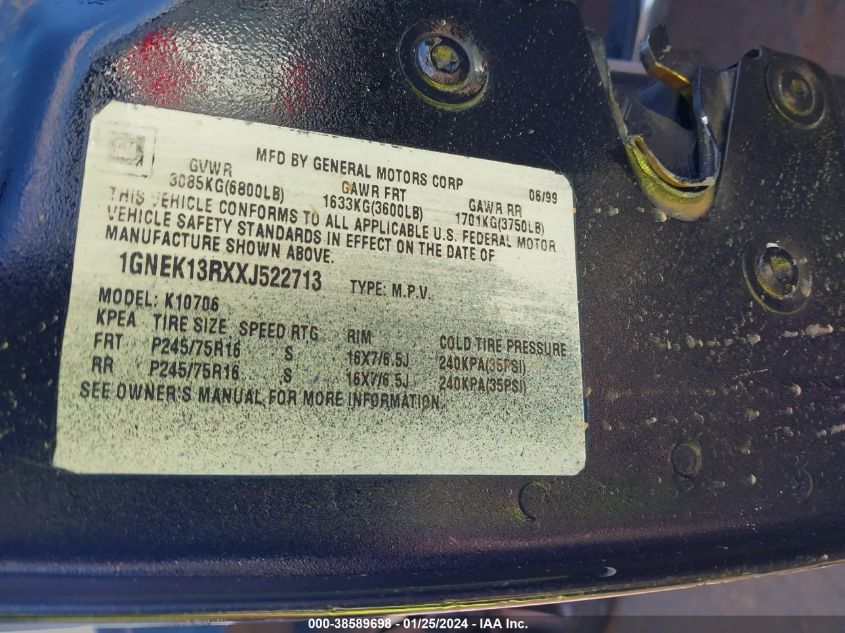 MFD BY GENERAL MOTORS CORP 06/99
GVWR GAWR FRT GAWR RR
3085KG(6800LB) 1633KG(3600LB) 1701KG(3750LB)
THIS VEHICLE CONFORMS TO ALL APPLICABLE U.S. FEDERAL MOTOR
VEHICLE SAFETY STANDARDS IN EFFECT ON THE DATE OF
MANUFACTURE SHOWN ABOVE.
1GNEK13RXXJ522713 TYPE: M.P.V.
MODEL: K10706
KPEA TIRE SIZE SPEED RTG RIM COLD TIRE PRESSURE
FRT P245/75R16 S 16X7/6.5J 240KPA(35PSI)
RR P245/75R16 S 16X7/6.5J 240KPA(35PSI)
SEE OWNER'S MANUAL FOR MORE INFORMATION.
000-38589698 - 01/25/2024 - IAA Inc.